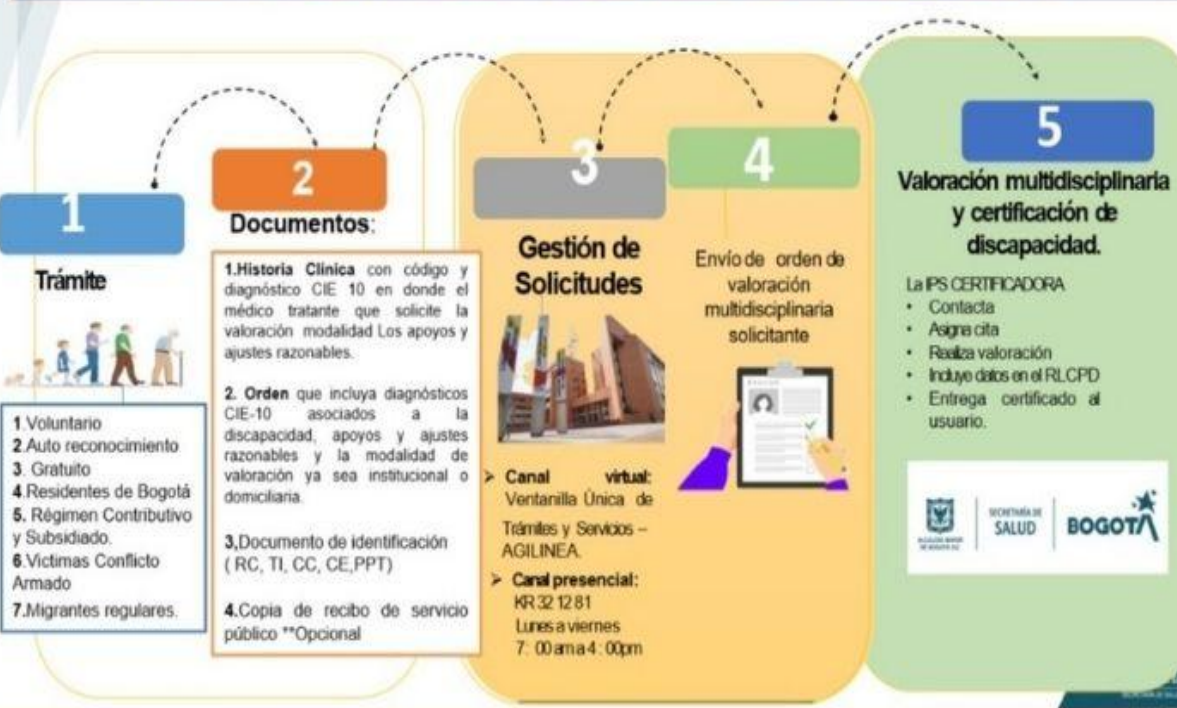 1
Trámite
1.Voluntario
2.Auto reconocimiento
3. Gratuito
4.Residentes de Bogotá
5. Régimen Contributivo
y Subsidiado.
6.Victimas Conflicto
Armado
7.Migrantes regulares.
2
Documentos:
1.Historia Clínica con código y
diagnóstico CIE 10 en donde el
médico tratante que solicite la
valoración modalidad Los apoyos y
ajustes razonables.
2. Orden que incluya diagnósticos
CIE-10 asociados a la
discapacidad, apoyos y ajustes
razonables y la modalidad de
valoración ya sea institucional o
domiciliaria.
3,Documento de identificación
( RC, TI, CC, CE,PPT)
4.Copia de recibo de servicio
público **Opcional
3
Gestión de
Solicitudes
➢ Canal virtual:
Ventanilla Única de
Trámites y Servicios –
AGILINEA.
➢ Canal presencial:
KR 32 12 81
Lunes a viernes
7: 00 am a 4: 00pm
4
Envío de orden de
valoración
multidisciplinaria
solicitante
5
Valoración multidisciplinaria
y certificación de
discapacidad.
La IPS CERTIFICADORA
• Contacta
• Asigna cita
• Realiza valoración
• Incluye datos en el RLCPD
• Entrega certificado al
usuario.
ALCALDÍA MAYOR
DE BOGOTÁ D.C.
SECRETARÍA DE
SALUD
BOGOTÁ